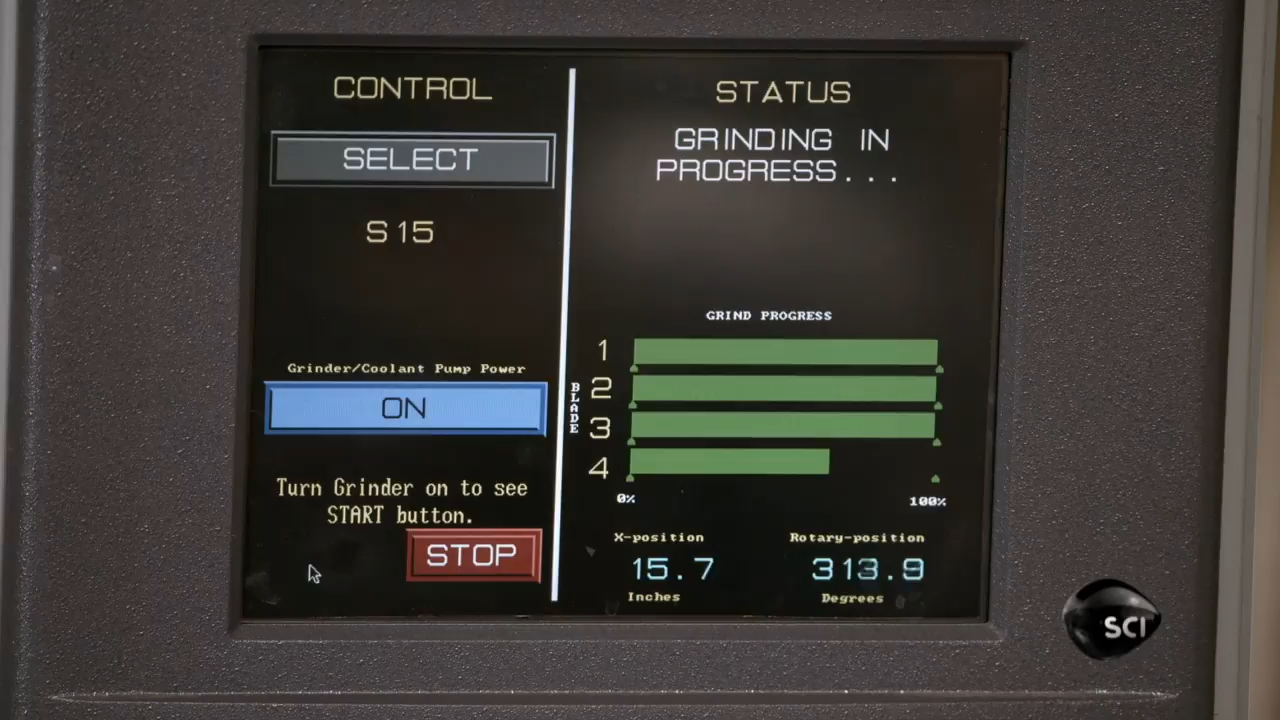 CONTROL
SELECT
S15
Grinder/Coolant Pump Power
ON
Turn Grinder on to see
START button.
STOP
STATUS
GRINDING IN
PROGRESS...
GRIND PROGRESS
BLADE
1
2
3
4
0% 100%
X-position Rotary-position
15.7 313.9
Inches Degrees
SCI